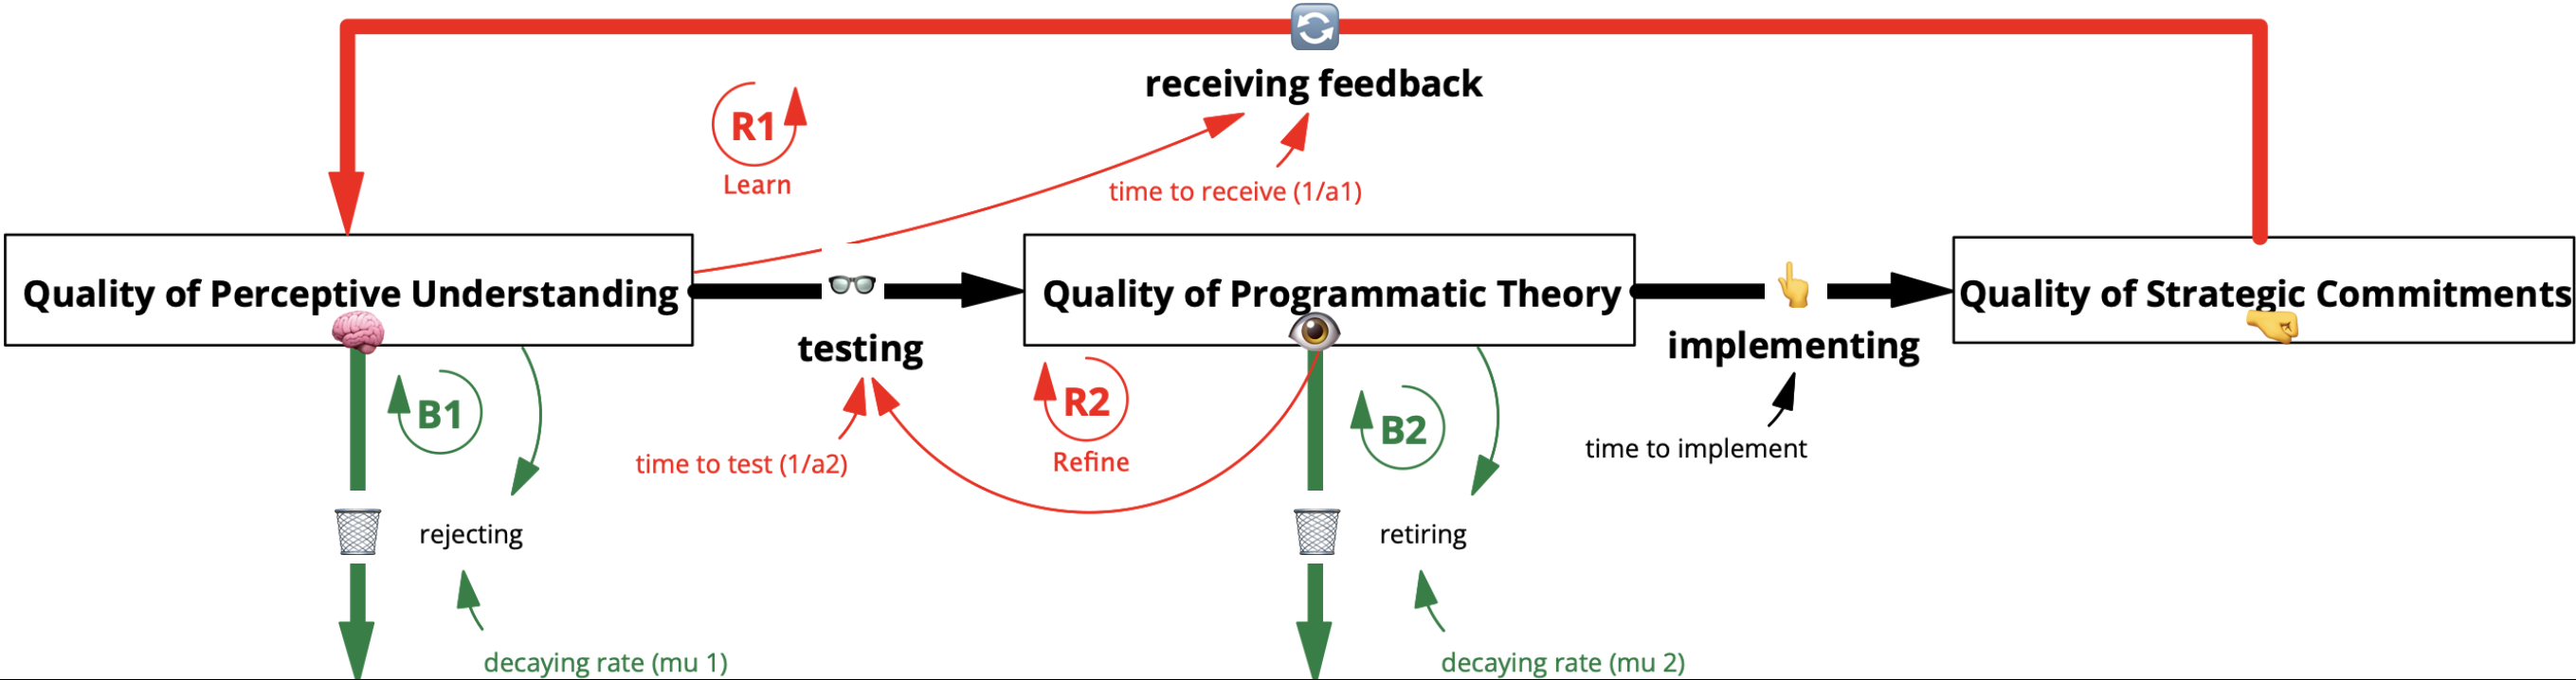 receiving feedback
R1
Learn
time to receive (1/a1)
Quality of Perceptive Understanding
Quality of Programmatic Theory
Quality of Strategic Commitments
testing
implementing
B1
R2
Refine
B2
time to test (1/a2)
time to implement
rejecting
retiring
decaying rate (mu 1)
decaying rate (mu 2)